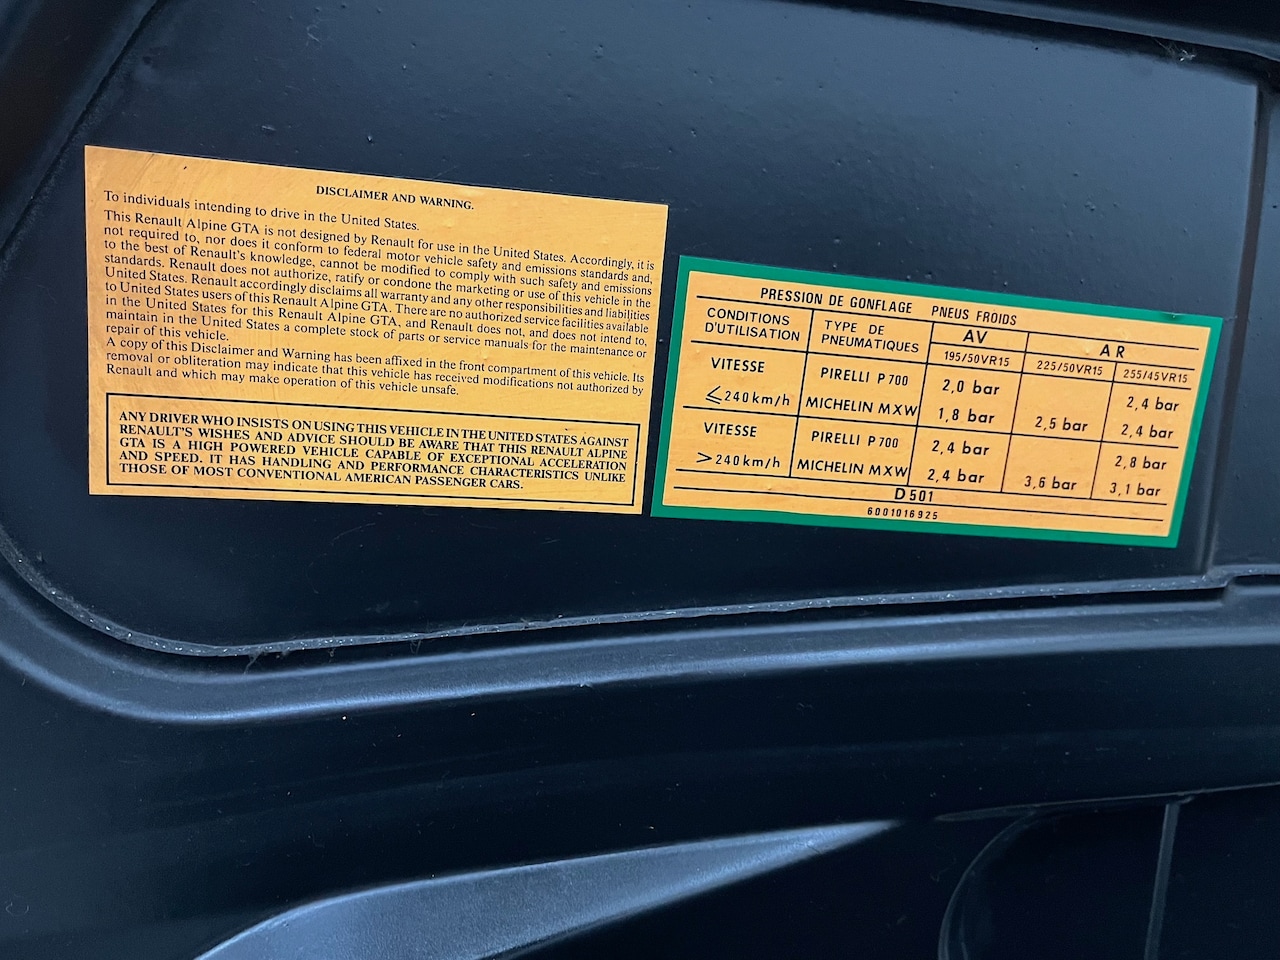 DISCLAIMER AND WARNING.
To individuals intending to drive in the United States.
This Renault Alpine GTA is not designed by Renault for use in the United States. Accordingly, it is
not required to, nor does it conform to federal motor vehicle safety and emissions standards and,
to the best of Renault's knowledge, cannot be modified to comply with such safety and emissions
standards. Renault does not authorize, ratify or condone the marketing or use of this vehicle in the
United States. Renault accordingly disclaims all warranty and any other responsibilities and liabilities
to United States users of this Renault Alpine GTA. There are no authorized service facilities available
in the United States for this Renault Alpine GTA, and Renault does not, and does not intend to,
maintain in the United States a complete stock of parts or service manuals for the maintenance or
repair of this vehicle.
A copy of this Disclaimer and Warning has been affixed in the front compartment of this vehicle. Its
removal or obliteration may indicate that this vehicle has received modifications not authorized by
Renault and which may make operation of this vehicle unsafe.
ANY DRIVER WHO INSISTS ON USING THIS VEHICLE IN THE UNITED STATES AGAINST
RENAULT'S WISHES AND ADVICE SHOULD BE AWARE THAT THIS RENAULT ALPINE
GTA IS A HIGH POWERED VEHICLE CAPABLE OF EXCEPTIONAL ACCELERATION
AND SPEED. IT HAS HANDLING AND PERFORMANCE CHARACTERISTICS UNLIKE
THOSE OF MOST CONVENTIONAL AMERICAN PASSENGER CARS.
PRESSION DE GONFLAGE PNEUS FROIDS
CONDITIONS D'UTILISATION TYPE DE PNEUMATIQUES AV AR
195/50VR15 225/50VR15 255/45VR15
VITESSE PIRELLI P700 2,0 bar 2,4 bar
≤240km/h MICHELIN MXW 1,8 bar 2,5 bar 2,4 bar
VITESSE PIRELLI P700 2,4 bar 2,8 bar
>240km/h MICHELIN MXW 2,4 bar 3,6 bar 3,1 bar
D501
6001016925